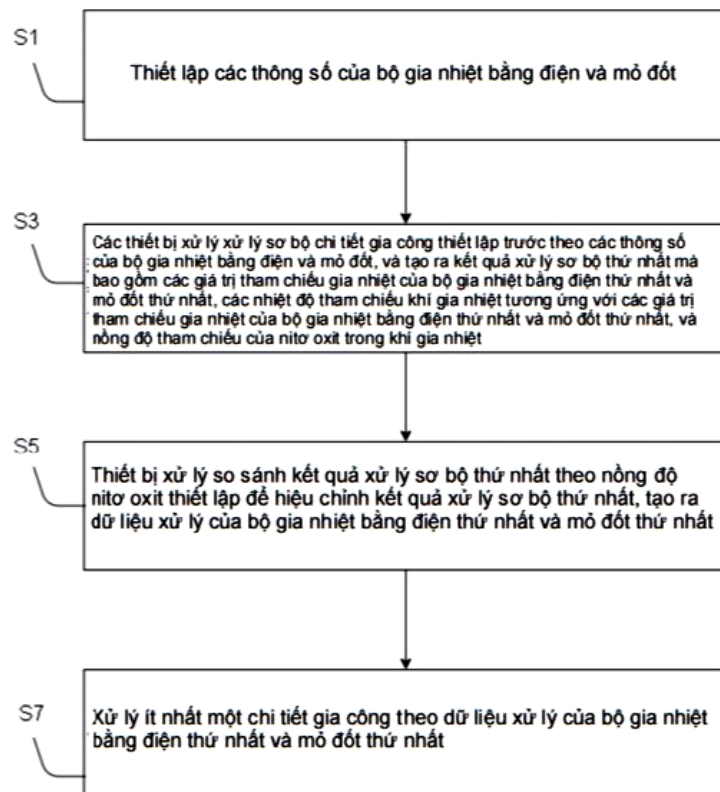 S1
Thiết lập các thông số của bộ gia nhiệt bằng điện và mỏ đốt
S3
Các thiết bị xử lý xử lý sơ bộ chi tiết gia công thiết lập trước theo các thông số
của bộ gia nhiệt bằng điện và mỏ đốt, và tạo ra kết quả xử lý sơ bộ thứ nhất mà
bao gồm các giá trị tham chiếu gia nhiệt của bộ gia nhiệt bằng điện thứ nhất và
mỏ đốt thứ nhất, các nhiệt độ tham chiếu khí gia nhiệt tương ứng với các giá trị
tham chiếu gia nhiệt của bộ gia nhiệt bằng điện thứ nhất và mỏ đốt thứ nhất, và
nồng độ tham chiếu của nitơ oxit trong khí gia nhiệt
S5
Thiết bị xử lý so sánh kết quả xử lý sơ bộ thứ nhất theo nồng độ
nitơ oxit thiết lập để hiệu chỉnh kết quả xử lý sơ bộ thứ nhất, tạo ra
dữ liệu xử lý của bộ gia nhiệt bằng điện thứ nhất và mỏ đốt thứ nhất
S7
Xử lý ít nhất một chi tiết gia công theo dữ liệu xử lý của bộ gia nhiệt
bằng điện thứ nhất và mỏ đốt thứ nhất